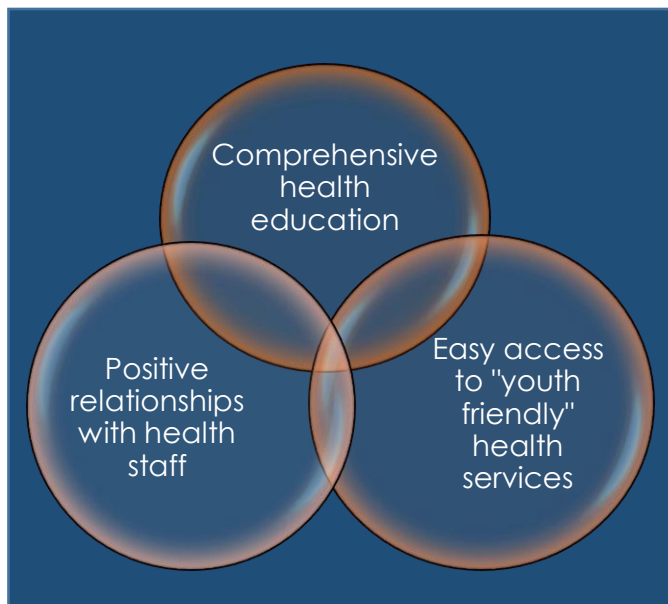 Comprehensive
health
education
Positive
relationships
with health
staff
Easy access
to "youth
friendly"
health
services